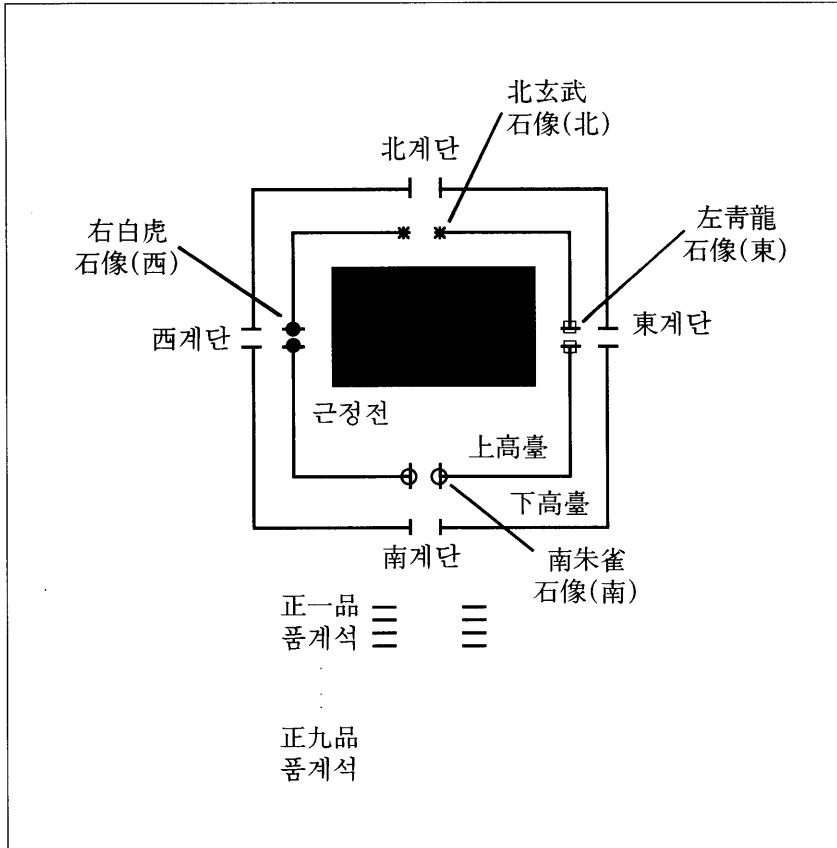 北玄武
石像(北)
北계단
右白虎
石像(西)
左靑龍
石像(東)
西계단
東계단
근정전
上高臺
下高臺
南계단
南朱雀
石像(南)
正一品
품계석
正九品
품계석